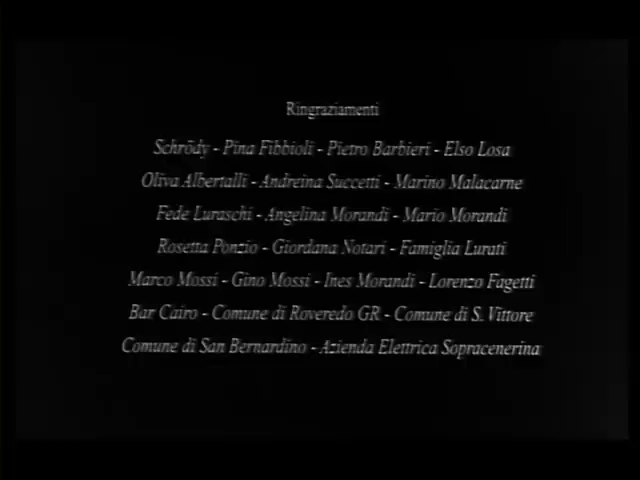 Ringraziamenti
Schrödy - Pina Fibbioli - Pietro Barbieri - Elso Losa
Oliva Albertalli - Andreina Succetti - Marino Malacarne
Fede Luraschi - Angelina Morandi - Mario Morandi
Rosetta Ponzio - Giordana Notari - Famiglia Lurati
Marco Mossi - Gino Mossi - Ines Morandi - Lorenzo Fagetti
Bar Cairo - Comune di Roveredo GR - Comune di S. Vittore
Comune di San Bernardino - Azienda Elettrica Sopracenerina